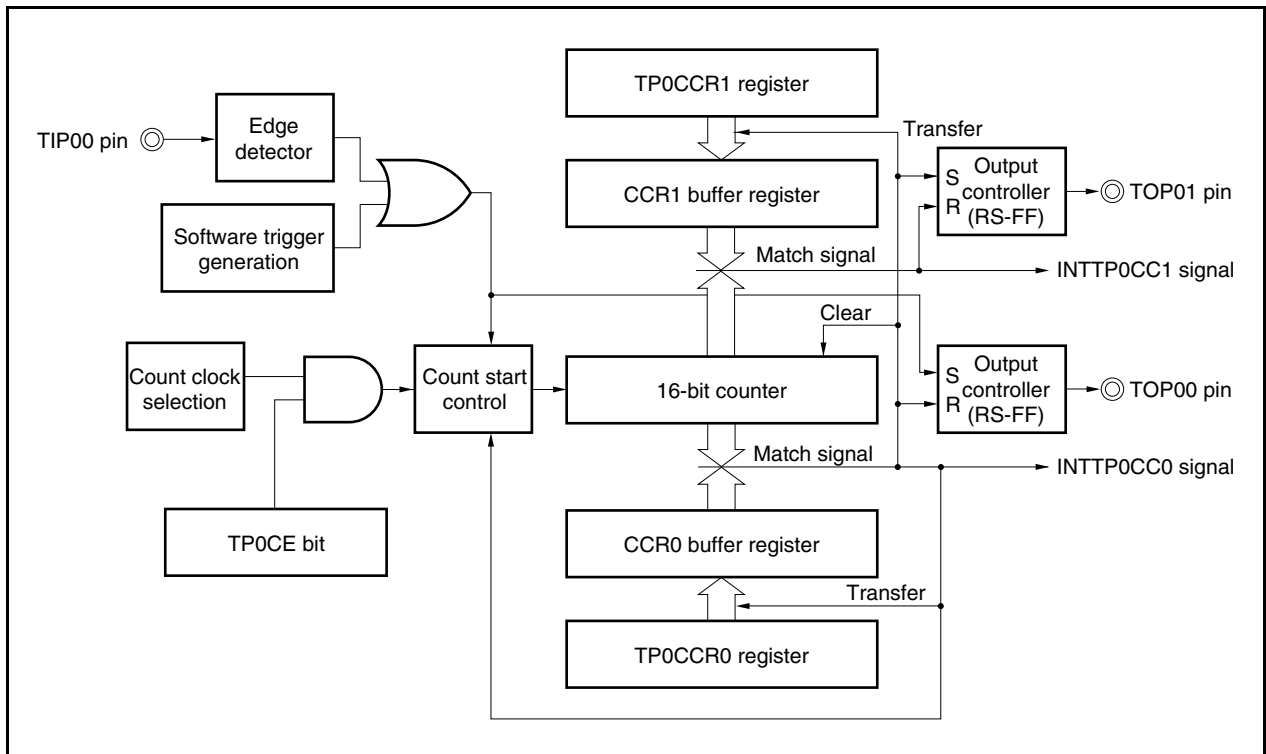 TP0CCR1 register
TIP00 pin
Edge
detector
Transfer
Output
controller
(RS-FF)
S
R
TOP01 pin
CCR1 buffer register
Software trigger
generation
Match signal
INTTP0CC1 signal
Clear
Count clock
selection
Count start
control
16-bit counter
Output
controller
(RS-FF)
S
R
TOP00 pin
Match signal
INTTP0CC0 signal
TP0CE bit
CCR0 buffer register
Transfer
TP0CCR0 register